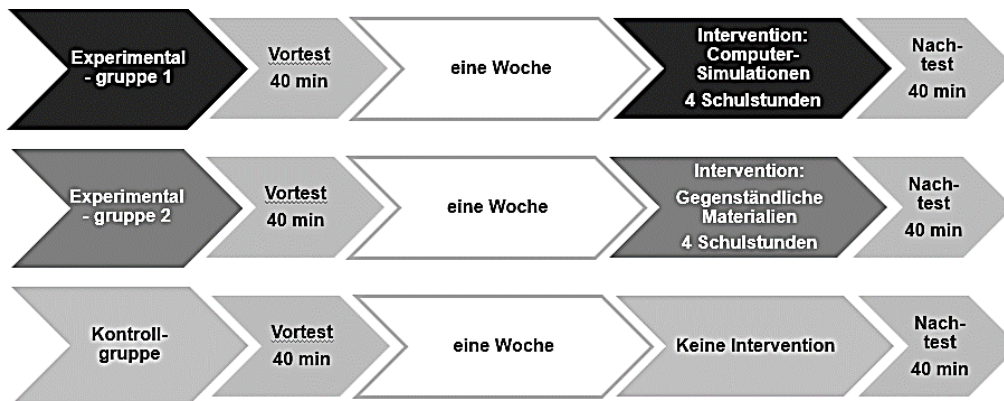 Experimental
- gruppe 1
Vortest
40 min
eine Woche
Intervention:
Computer-
Simulationen
4 Schulstunden
Nach-
test
40 min
Experimental
- gruppe 2
Vortest
40 min
eine Woche
Intervention:
Gegenständliche
Materialien
4 Schulstunden
Nach-
test
40 min
Kontroll-
gruppe
Vortest
40 min
eine Woche
Keine Intervention
Nach-
test
40 min